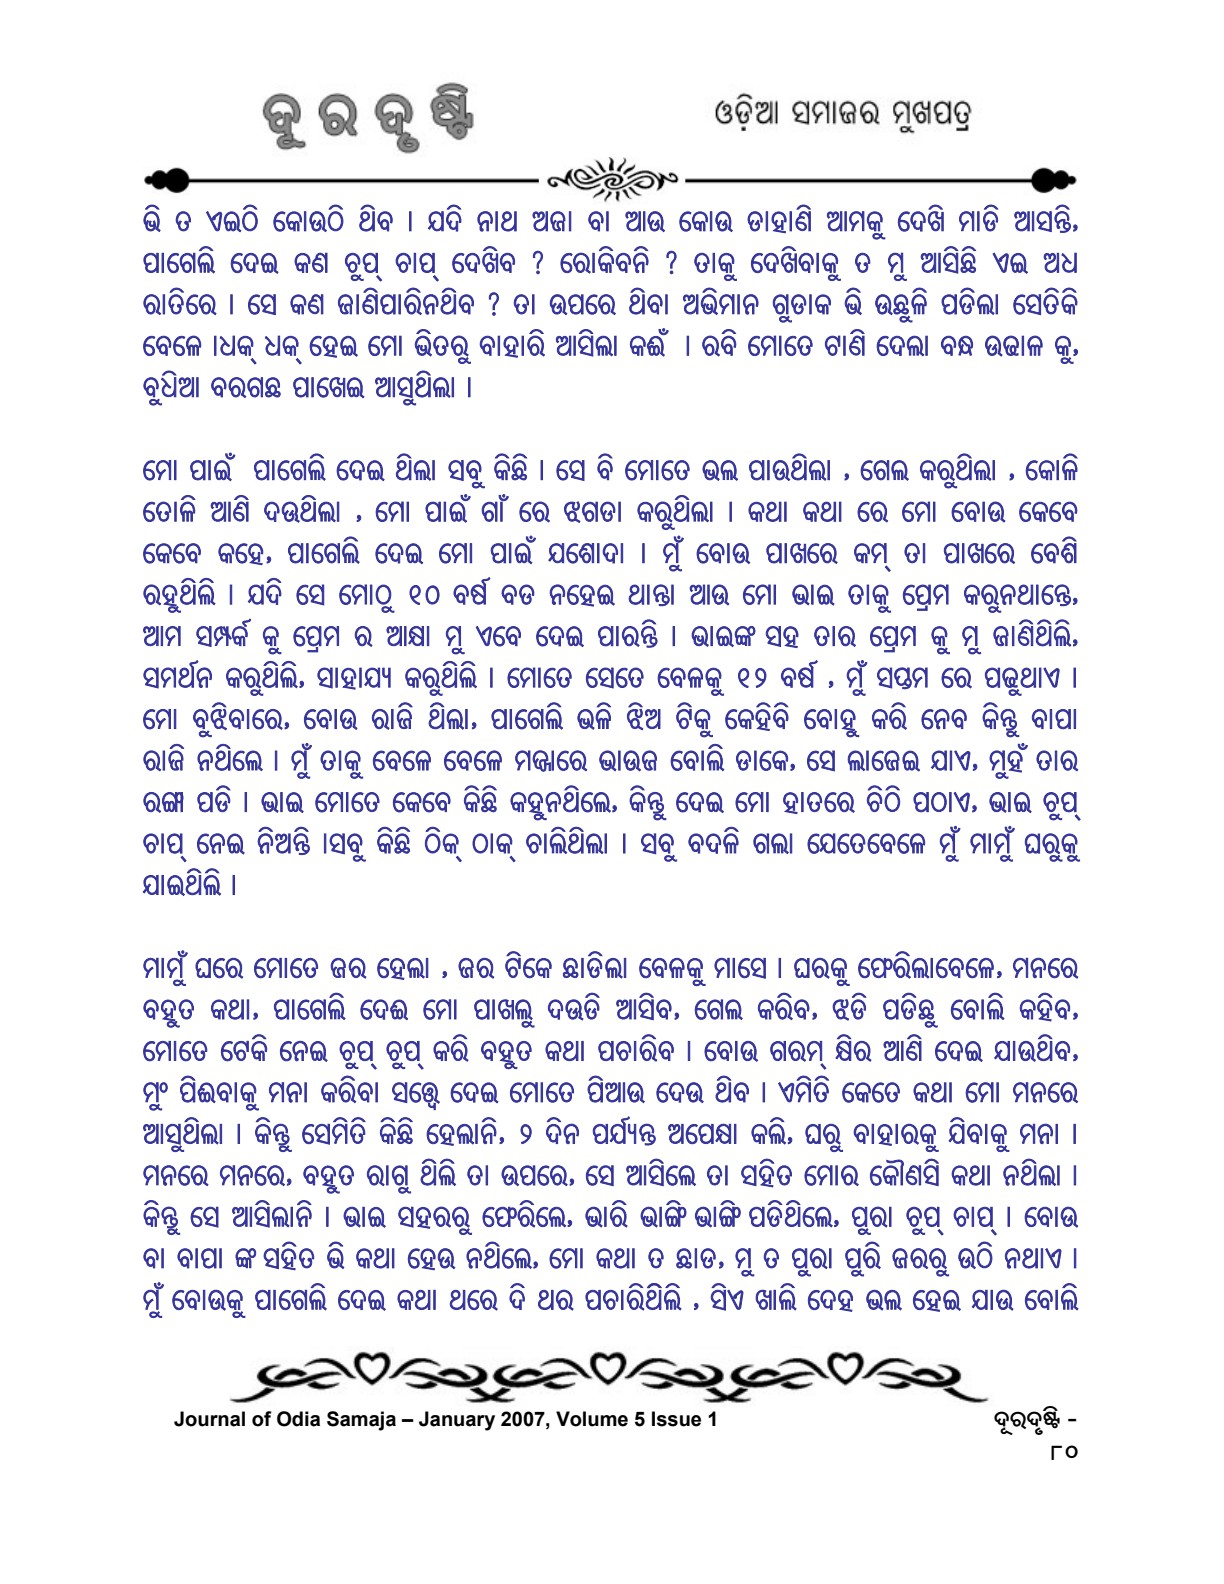 ଦୂରଦୃଷ୍ଟି ଓଡ଼ିଆ ସମାଜର ମୁଖପତ୍ର
ଭି ତ ଏଇଠି କୋଉଠି ଥିବ । ଯଦି ନାଥ ଅଜା ବା ଆଉ କୋଉ ଡାହାଣି ଆମକୁ ଦେଖି ମାଡି ଆସନ୍ତି,
ପାଗେଲି ଦେଇ କଣ ଚୁପ୍ ଚାପ୍ ଦେଖିବ ? ରୋକିବନି ? ତାକୁ ଦେଖିବାକୁ ତ ମୁ ଆସିଛି ଏଇ ଅଧ
ରାତିରେ । ସେ କଣ ଜାଣିପାରିନଥିବ ? ତା ଉପରେ ଥିବା ଅଭିମାନ ଗୁଡାକ ଭି ଉଛୁଳି ପଡିଲା ସେତିକି
ବେଳେ ।ଧକ୍ ଧକ୍ ହେଇ ମୋ ଭିତରୁ ବାହାରି ଆସିଲା କଈଁ । ରବି ମୋତେ ଟାଣି ଦେଲା ବନ୍ଧ ଉଢାଳ କୁ,
ବୁଧିଆ ବରଗଛ ପାଖେଇ ଆସୁଥିଲା ।
ମୋ ପାଇଁ ପାଗେଲି ଦେଇ ଥିଲା ସବୁ କିଛି । ସେ ବି ମୋତେ ଭଲ ପାଉଥିଲା , ଗେଲ କରୁଥିଲା , କୋଳି
ତୋଳି ଆଣି ଦଉଥିଲା , ମୋ ପାଇଁ ଗାଁ ରେ ଝଗଡା କରୁଥିଲା । କଥା କଥା ରେ ମୋ ବୋଉ କେବେ
କେବେ କହେ, ପାଗେଲି ଦେଇ ମୋ ପାଇଁ ଯଶୋଦା । ମୁଁ ବୋଉ ପାଖରେ କମ୍ ତା ପାଖରେ ବେଶି
ରହୁଥିଲି । ଯଦି ସେ ମୋଠୁ ୧୦ ବର୍ଷ ବଡ ନହେଇ ଥାନ୍ତା ଆଉ ମୋ ଭାଇ ତାକୁ ପ୍ରେମ କରୁନଥାନ୍ତେ,
ଆମ ସମ୍ପର୍କ କୁ ପ୍ରେମ ର ଆକ୍ଷା ମୁ ଏବେ ଦେଇ ପାରନ୍ତି । ଭାଇଙ୍କ ସହ ତାର ପ୍ରେମ କୁ ମୁ ଜାଣିଥିଲି,
ସମର୍ଥନ କରୁଥିଲି, ସାହାଯ୍ୟ କରୁଥିଲି । ମୋତେ ସେତେ ବେଳକୁ ୧୨ ବର୍ଷ , ମୁଁ ସପ୍ତମ ରେ ପଢୁଥାଏ ।
ମୋ ବୁଝିବାରେ, ବୋଉ ରାଜି ଥିଲା, ପାଗେଲି ଭଳି ଝିଅ ଟିକୁ କେହିବି ବୋହୁ କରି ନେବ କିନ୍ତୁ ବାପା
ରାଜି ନଥିଲେ । ମୁଁ ତାକୁ ବେଳେ ବେଳେ ମଜ୍ଜାରେ ଭାଉଜ ବୋଲି ଡାକେ, ସେ ଲାଜେଇ ଯାଏ, ମୁହଁ ତାର
ରଙ୍ଗୀ ପଡି । ଭାଇ ମୋତେ କେବେ କିଛି କହୁନଥିଲେ, କିନ୍ତୁ ଦେଇ ମୋ ହାତରେ ଚିଠି ପଠାଏ, ଭାଇ ଚୁପ୍
ଚାପ୍ ନେଇ ନିଅନ୍ତି ।ସବୁ କିଛି ଠିକ୍ ଠାକ୍ ଚାଲିଥିଲା । ସବୁ ବଦଳି ଗଲା ଯେତେବେଳେ ମୁଁ ମାମୁଁ ଘରୁକୁ
ଯାଇଥିଲି ।
ମାମୁଁ ଘରେ ମୋତେ ଜର ହେଲା , ଜର ଟିକେ ଛାଡିଲା ବେଳକୁ ମାସେ । ଘରକୁ ଫେରିଲାବେଳେ, ମନରେ
ବହୁତ କଥା, ପାଗେଲି ଦେଈ ମୋ ପାଖଲୁ ଦଉଡି ଆସିବ, ଗେଲ କରିବ, ଝଡି ପଡିଛୁ ବୋଲି କହିବ,
ମୋତେ ଟେକି ନେଇ ଚୁପ୍ ଚୁପ୍ କରି ବହୁତ କଥା ପଚାରିବ । ବୋଉ ଗରମ୍ କ୍ଷିର ଆଣି ଦେଇ ଯାଉଥିବ,
ମୁଂ ପିଈବାକୁ ମନା କରିବା ସତ୍ତ୍ଵେ ଦେଇ ମୋତେ ପିଆଉ ଦେଉ ଥିବ । ଏମିତି କେତେ କଥା ମୋ ମନରେ
ଆସୁଥିଲା । କିନ୍ତୁ ସେମିତି କିଛି ହେଲାନି, ୨ ଦିନ ପର୍ଯ୍ୟନ୍ତ ଅପେକ୍ଷା କଲି, ଘରୁ ବାହାରକୁ ଯିବାକୁ ମନା ।
ମନରେ ମନରେ, ବହୁତ ରାଗୁ ଥିଲି ତା ଉପରେ, ସେ ଆସିଲେ ତା ସହିତ ମୋର କୌଣସି କଥା ନଥିଲା ।
କିନ୍ତୁ ସେ ଆସିଲାନି । ଭାଇ ସହରରୁ ଫେରିଲେ, ଭାରି ଭାଙ୍ଗି ଭାଙ୍ଗି ପଡିଥିଲେ, ପୁରା ଚୁପ୍ ଚାପ୍ । ବୋଉ
ବା ବାପା ଙ୍କ ସହିତ ଭି କଥା ହେଉ ନଥିଲେ, ମୋ କଥା ତ ଛାଡ, ମୁ ତ ପୁରା ପୁରି ଜରରୁ ଉଠି ନଥାଏ ।
ମୁଁ ବୋଉକୁ ପାଗେଲି ଦେଇ କଥା ଥରେ ଦି ଥର ପଚାରିଥିଲି , ସିଏ ଖାଲି ଦେହ ଭଲ ହେଇ ଯାଉ ବୋଲି
Journal of Odia Samaja – January 2007, Volume 5 Issue 1 ଦୂରଦୃଷ୍ଟି -
୮୦